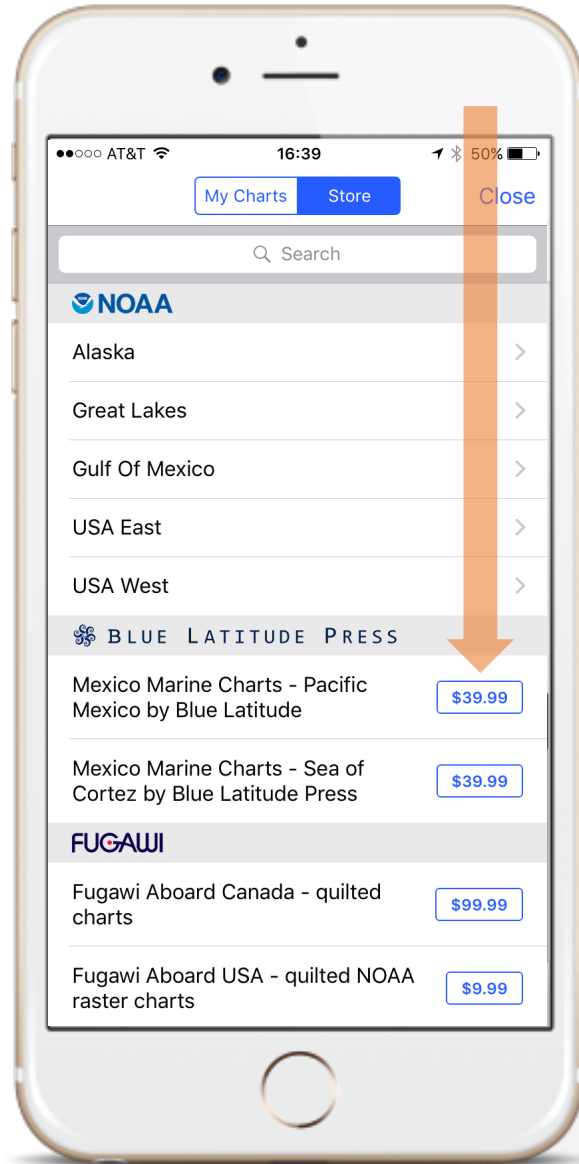 ●●○○○ AT&T 16:39 50%
My Charts Store Close
Search
NOAA
Alaska
Great Lakes
Gulf Of Mexico
USA East
USA West
BLUE LATITUDE PRESS
Mexico Marine Charts - Pacific
Mexico by Blue Latitude
$39.99
Mexico Marine Charts - Sea of
Cortez by Blue Latitude Press
$39.99
FUGAWI
Fugawi Aboard Canada - quilted
charts
$99.99
Fugawi Aboard USA - quilted NOAA
raster charts
$9.99